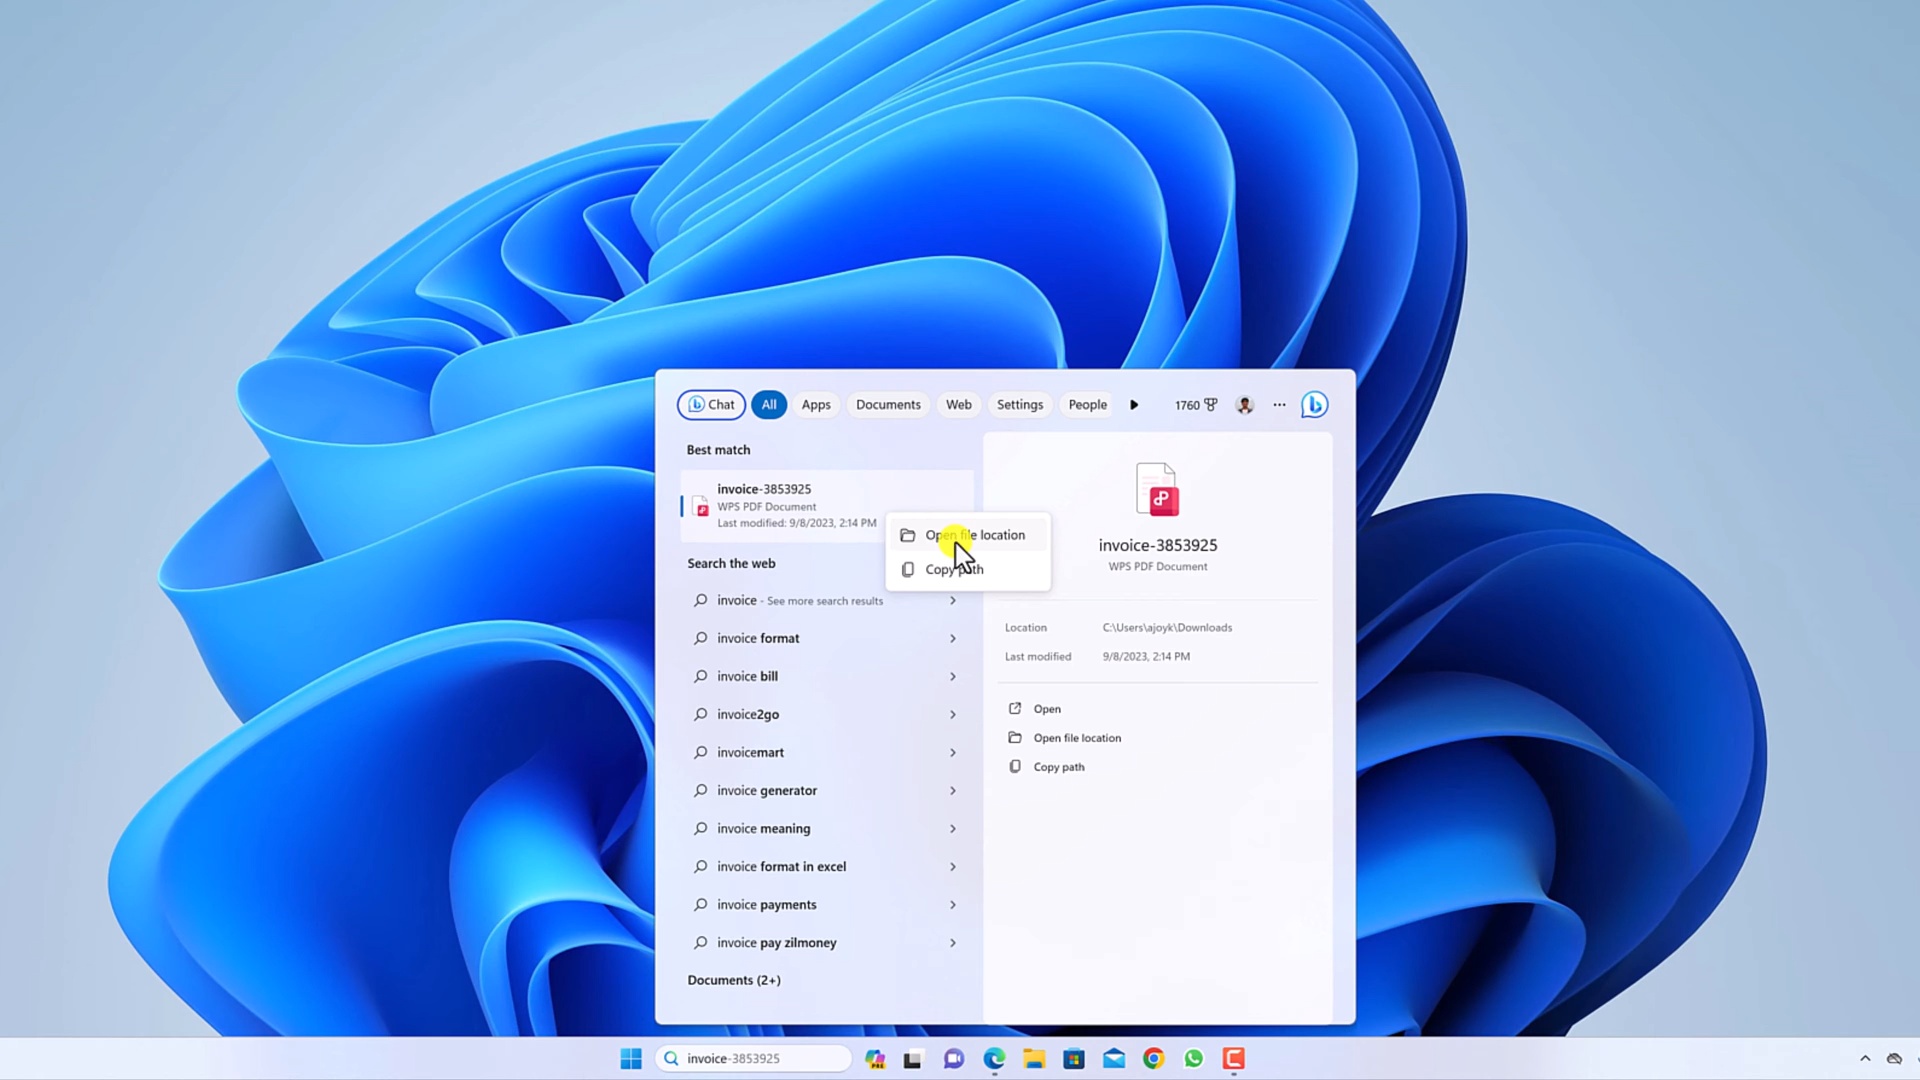 Chat All Apps Documents Web Settings People 1760
Best match
invoice-3853925
WPS PDF Document
Last modified: 9/8/2023, 2:14 PM
Open file location
Copy path
Search the web
invoice - See more search results
invoice format
invoice bill
invoice2go
invoicemart
invoice generator
invoice meaning
invoice format in excel
invoice payments
invoice pay zilmoney
Documents (2+)
invoice-3853925
WPS PDF Document
Location C:\Users\ajoyk\Downloads
Last modified 9/8/2023, 2:14 PM
Open
Open file location
Copy path
invoice-3853925
PRE